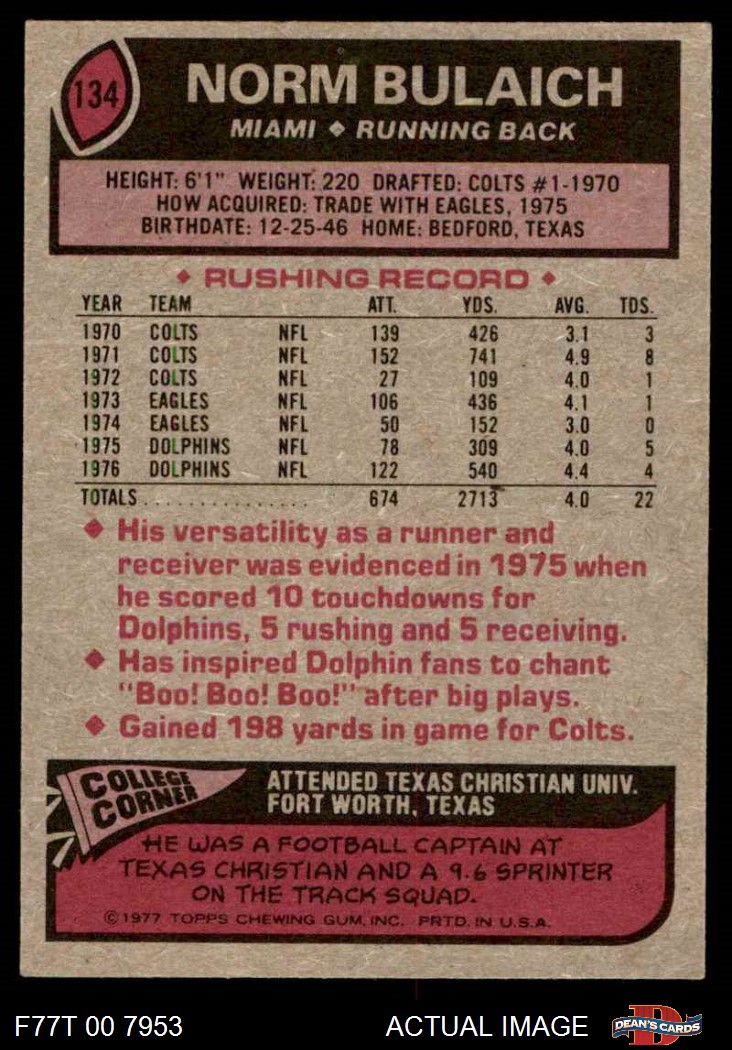 134
NORM BULAICH
MIAMI ◆ RUNNING BACK
HEIGHT: 6'1" WEIGHT: 220 DRAFTED: COLTS #1-1970
HOW ACQUIRED: TRADE WITH EAGLES, 1975
BIRTHDATE: 12-25-46 HOME: BEDFORD, TEXAS
◆ RUSHING RECORD ◆
YEAR TEAM ATT. YDS. AVG. TDS.
1970 COLTS NFL 139 426 3.1 3
1971 COLTS NFL 152 741 4.9 8
1972 COLTS NFL 27 109 4.0 1
1973 EAGLES NFL 106 436 4.1 1
1974 EAGLES NFL 50 152 3.0 0
1975 DOLPHINS NFL 78 309 4.0 5
1976 DOLPHINS NFL 122 540 4.4 4
TOTALS . . . . . . . . . . . . . . . 674 2713 4.0 22
◆ His versatility as a runner and
receiver was evidenced in 1975 when
he scored 10 touchdowns for
Dolphins, 5 rushing and 5 receiving.
◆ Has inspired Dolphin fans to chant
"Boo! Boo! Boo!" after big plays.
◆ Gained 198 yards in game for Colts.
COLLEGE
CORNER
ATTENDED TEXAS CHRISTIAN UNIV.
FORT WORTH, TEXAS
HE WAS A FOOTBALL CAPTAIN AT
TEXAS CHRISTIAN AND A 9.6 SPRINTER
ON THE TRACK SQUAD.
©1977 TOPPS CHEWING GUM, INC. PRTD. IN U.S.A.
F77T 00 7953 ACTUAL IMAGE D DEAN'S CARDS